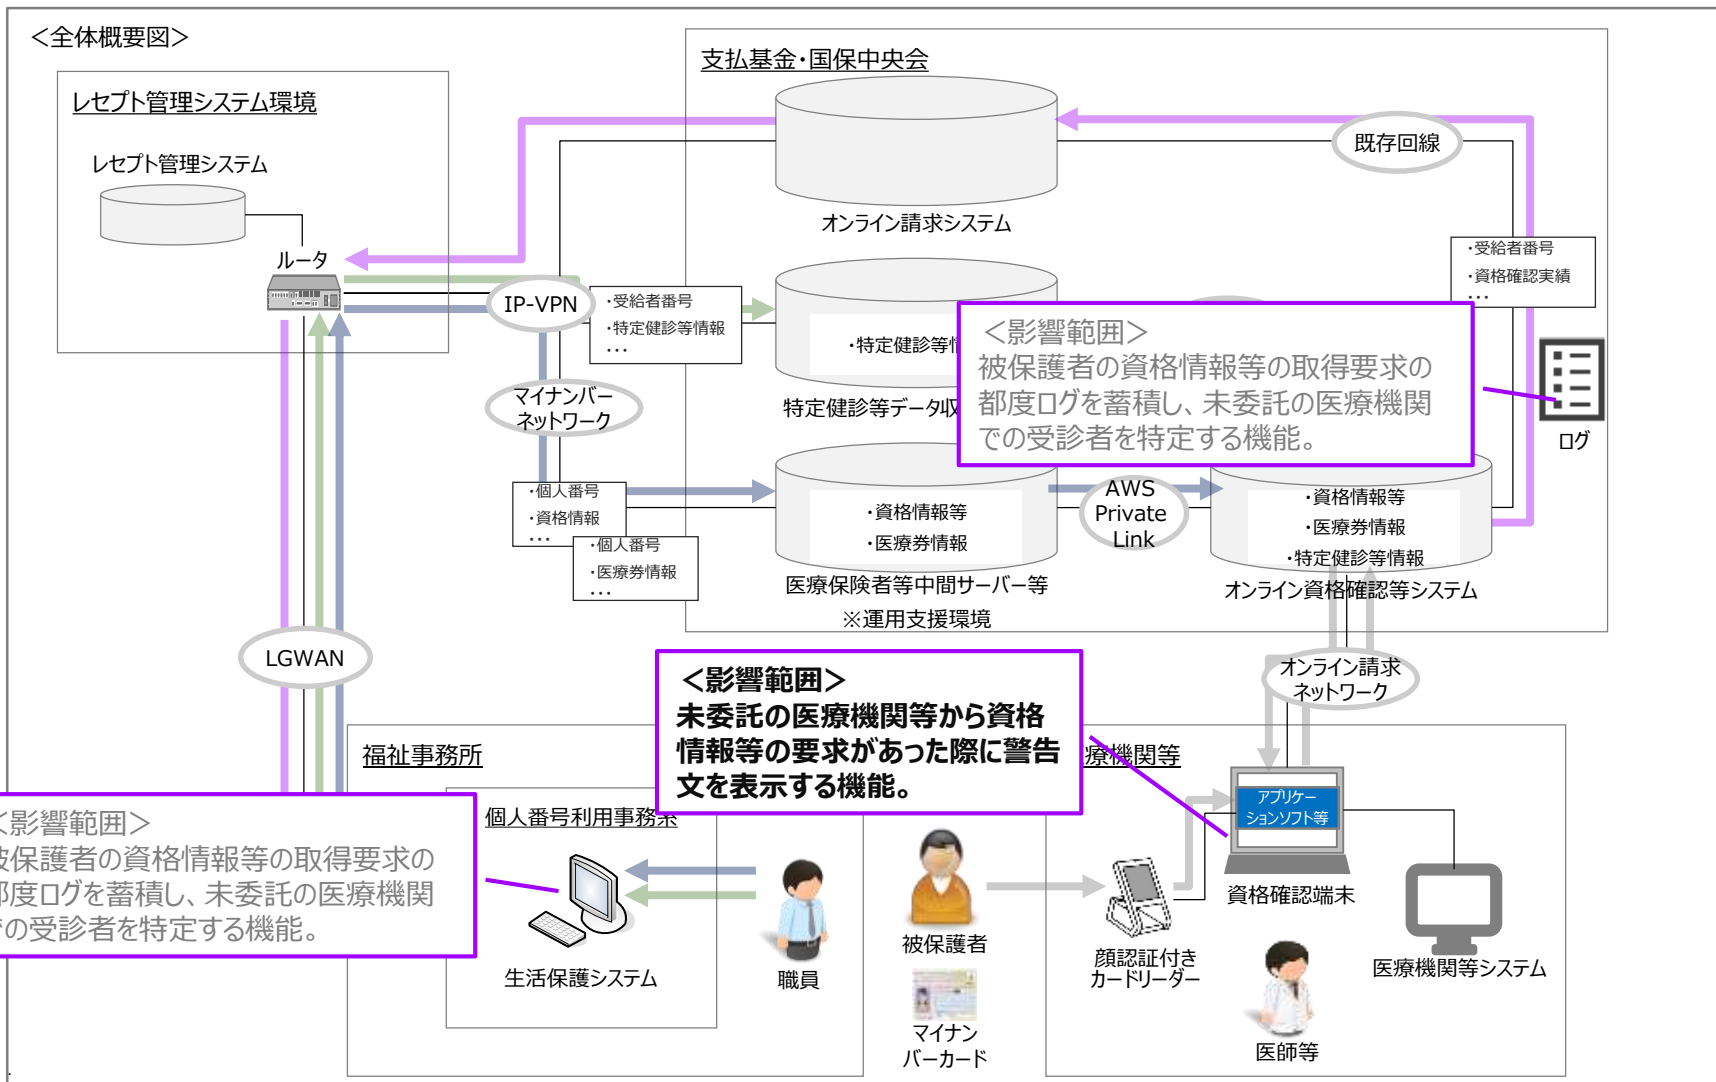 ＜全体概要図＞
レセプト管理システム環境
レセプト管理システム
ルータ
支払基金・国保中央会
オンライン請求システム
既存回線
・受給者番号
・資格確認実績
・・・
IP-VPN
・受給者番号
・特定健診等情報
・・・
・特定健診等情
特定健診等データ収
＜影響範囲＞
被保護者の資格情報等の取得要求の
都度ログを蓄積し、未委託の医療機関
での受診者を特定する機能。
ログ
マイナンバー
ネットワーク
・個人番号
・資格情報
・・・
・個人番号
・医療券情報
・・・
・資格情報等
・医療券情報
医療保険者等中間サーバー等
※運用支援環境
AWS
Private
Link
・資格情報等
・医療券情報
・特定健診等情報
オンライン資格確認等システム
LGWAN
オンライン請求
ネットワーク
＜影響範囲＞
未委託の医療機関等から資格
情報等の要求があった際に警告
文を表示する機能。
福祉事務所
個人番号利用事務系
生活保護システム
職員
＜影響範囲＞
被保護者の資格情報等の取得要求の
都度ログを蓄積し、未委託の医療機関
での受診者を特定する機能。
被保護者
マイナン
バーカード
療機関等
アプリケー
ションソフト等
資格確認端末
顔認証付き
カードリーダー
医師等
医療機関等システム